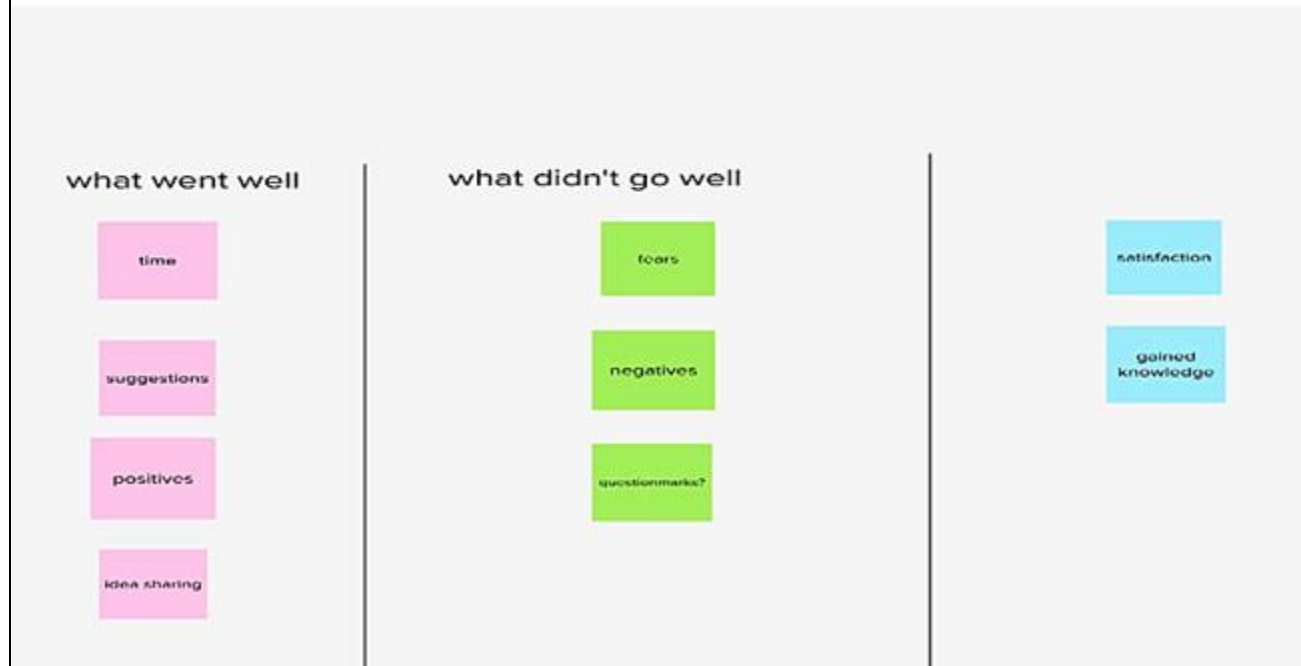 what went well
time
suggestions
positives
idea sharing
what didn't go well
fears
negatives
questionmarks?
satisfaction
gained
knowledge